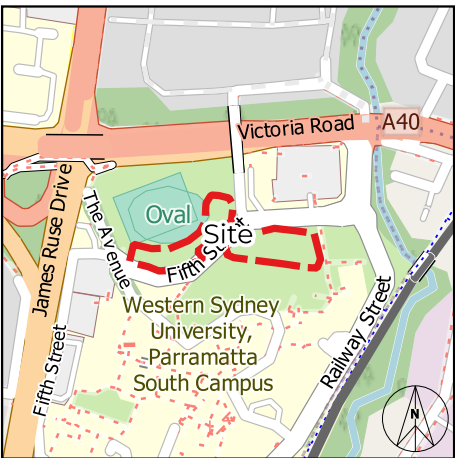 Victoria Road
A40
James Ruse Drive
The Avenue
Oval
Site
Fifth Street
Western Sydney
University,
Parramatta
South Campus
Railway Street
Fifth Street
N